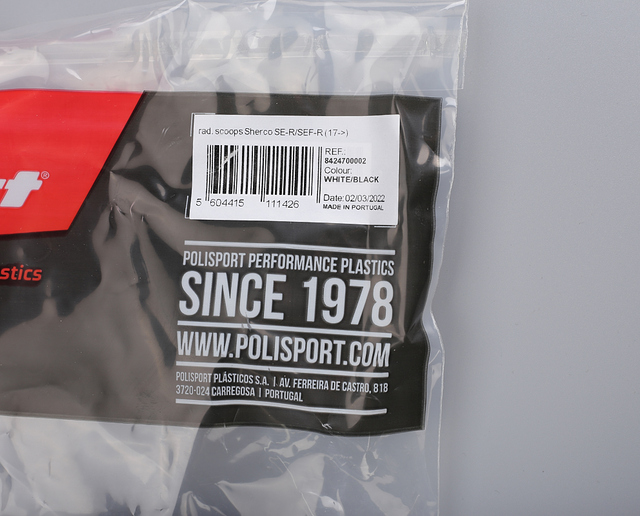 rad. scoops Sherco SE-R/SEF-R (17->)
REF.:
8424700002
Colour:
WHITE/BLACK
Date: 02/03/2022
MADE IN PORTUGAL
5 604415 111426
rt®
stics
POLISPORT PERFORMANCE PLASTICS
SINCE 1978
WWW.POLISPORT.COM
POLISPORT PLÁSTICOS S.A. | AV. FERREIRA DE CASTRO, 818
3720-024 CARREGOSA | PORTUGAL